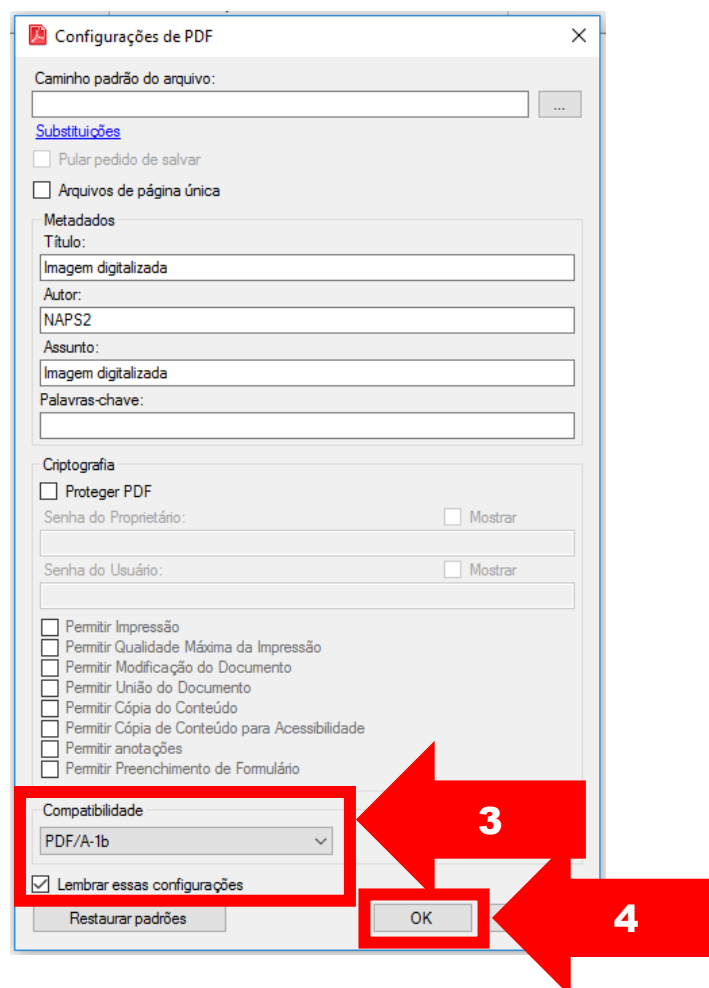 Configurações de PDF
Caminho padrão do arquivo:
...
Substituições
Pular pedido de salvar
Arquivos de página única
Metadados
Título:
Imagem digitalizada
Autor:
NAPS2
Assunto:
Imagem digitalizada
Palavras-chave:
Criptografia
Proteger PDF
Senha do Proprietário: Mostrar
Senha do Usuário: Mostrar
Permitir Impressão
Permitir Qualidade Máxima da Impressão
Permitir Modificação do Documento
Permitir União do Documento
Permitir Cópia do Conteúdo
Permitir Cópia de Conteúdo para Acessibilidade
Permitir anotações
Permitir Preenchimento de Formulário
Compatibilidade
PDF/A-1b
3
Lembrar essas configurações
Restaurar padrões OK
4